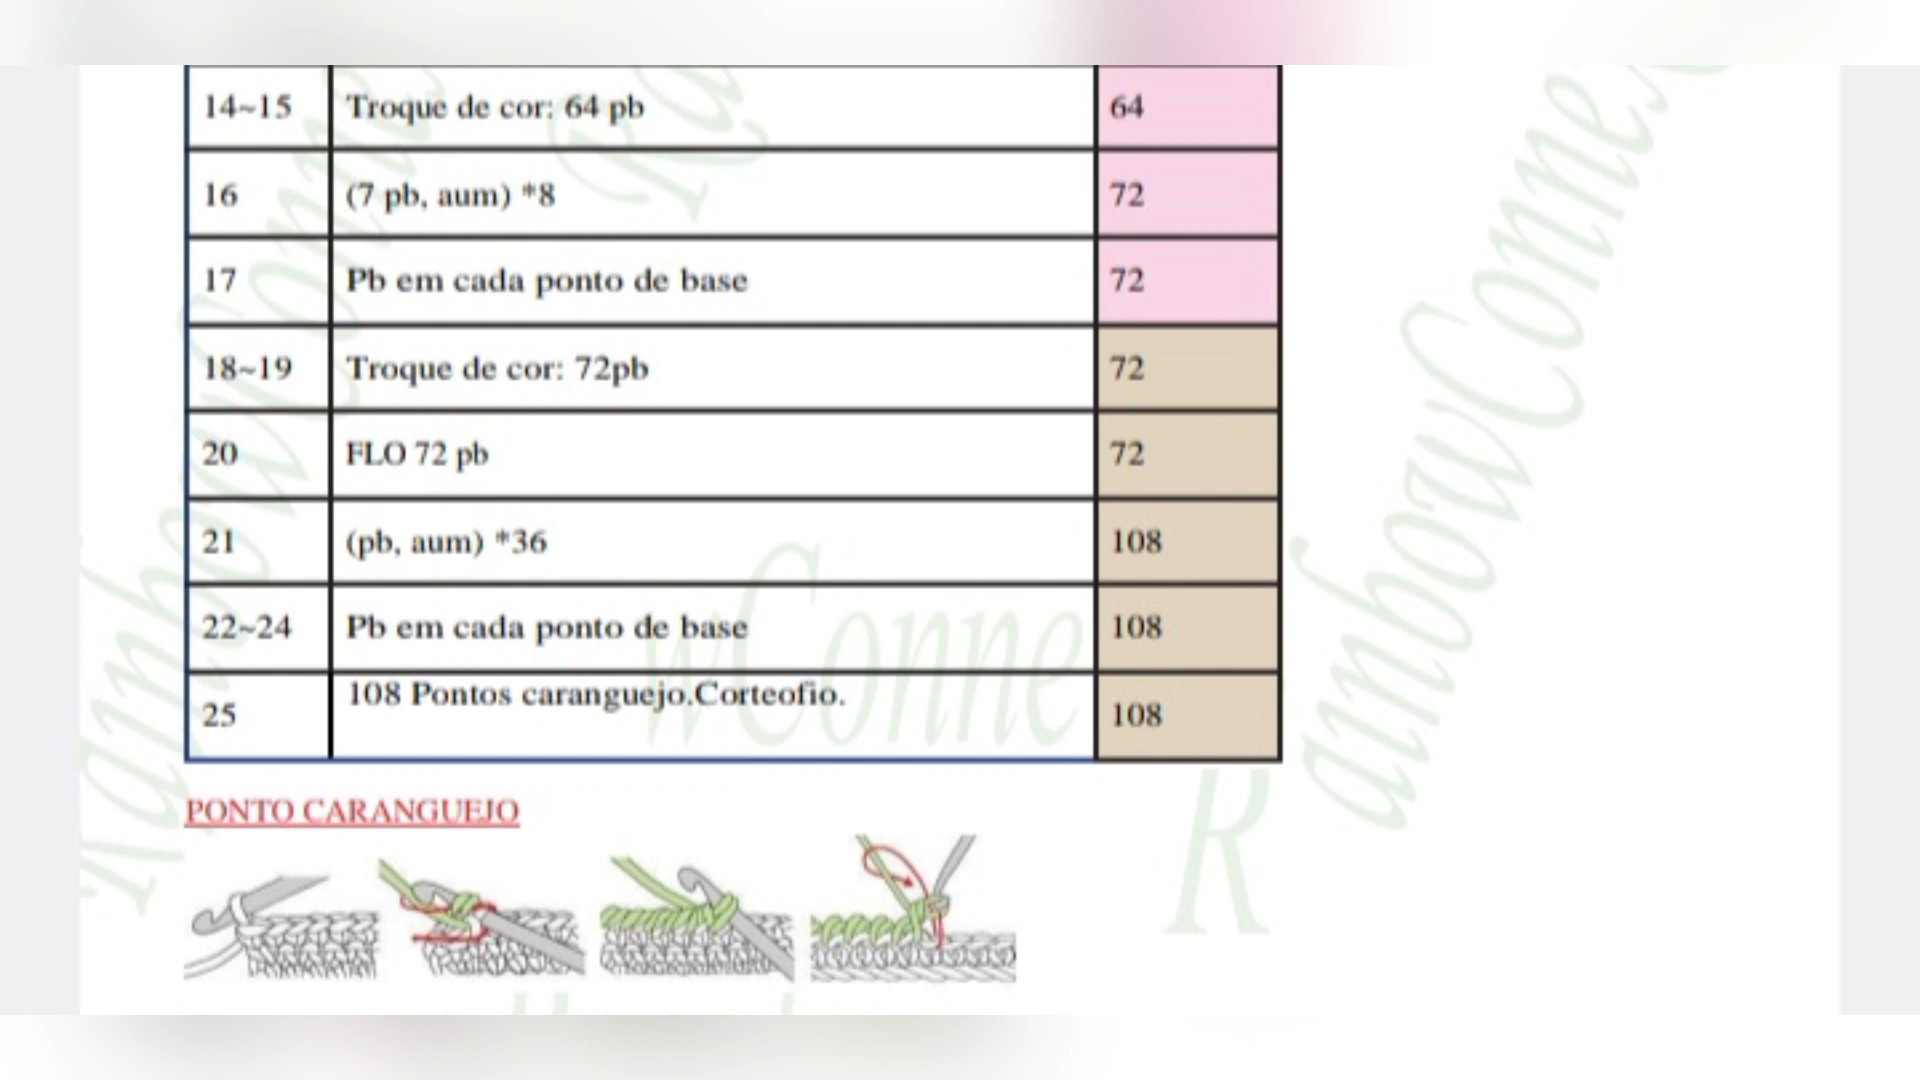 14~15 Troque de cor: 64 pb 64
16 (7 pb, aum) *8 72
17 Pb em cada ponto de base 72
18~19 Troque de cor: 72pb 72
20 FLO 72 pb 72
21 (pb, aum) *36 108
22~24 Pb em cada ponto de base 108
25 108 Pontos caranguejo.Corteofio. 108
PONTO CARANGUEJO